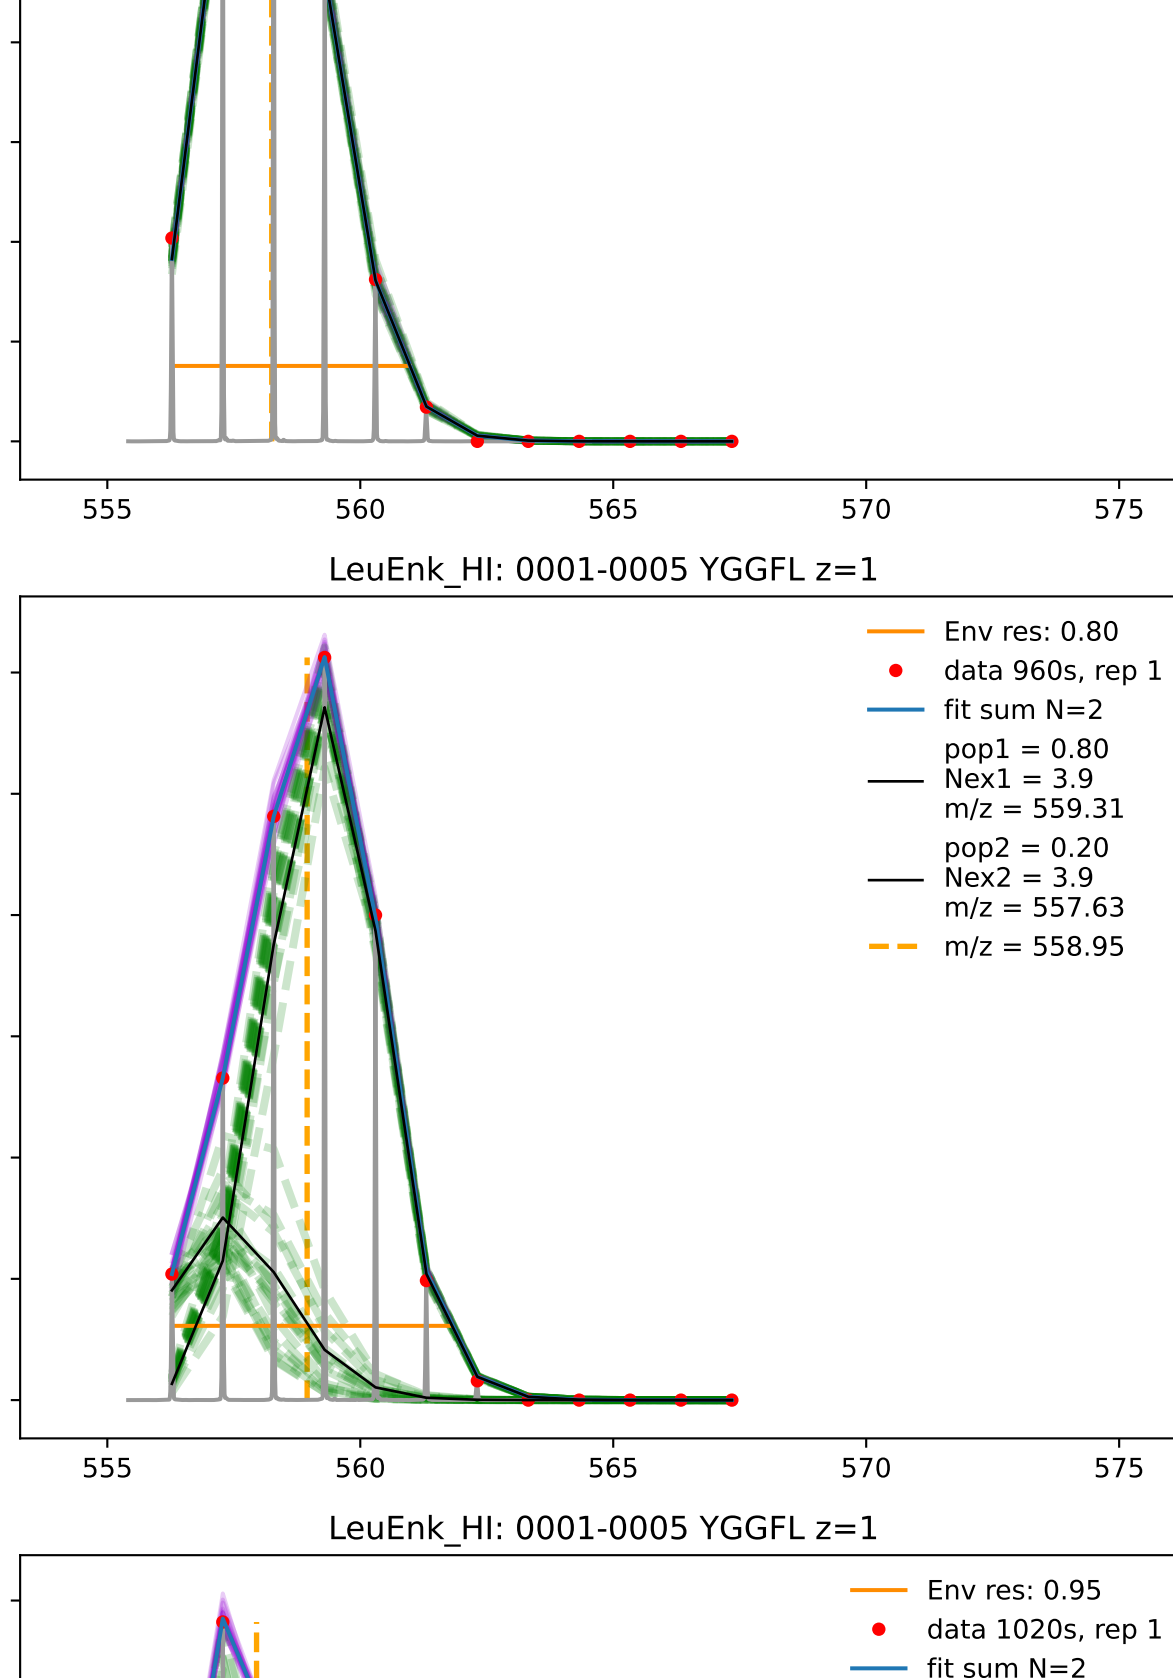 555 560 565 570 575
LeuEnk_HI: 0001-0005 YGGFL z=1
Env res: 0.80
data 960s, rep 1
fit sum N=2
pop1 = 0.80
Nex1 = 3.9
m/z = 559.31
pop2 = 0.20
Nex2 = 3.9
m/z = 557.63
m/z = 558.95
555 560 565 570 575
LeuEnk_HI: 0001-0005 YGGFL z=1
Env res: 0.95
data 1020s, rep 1
fit sum N=2